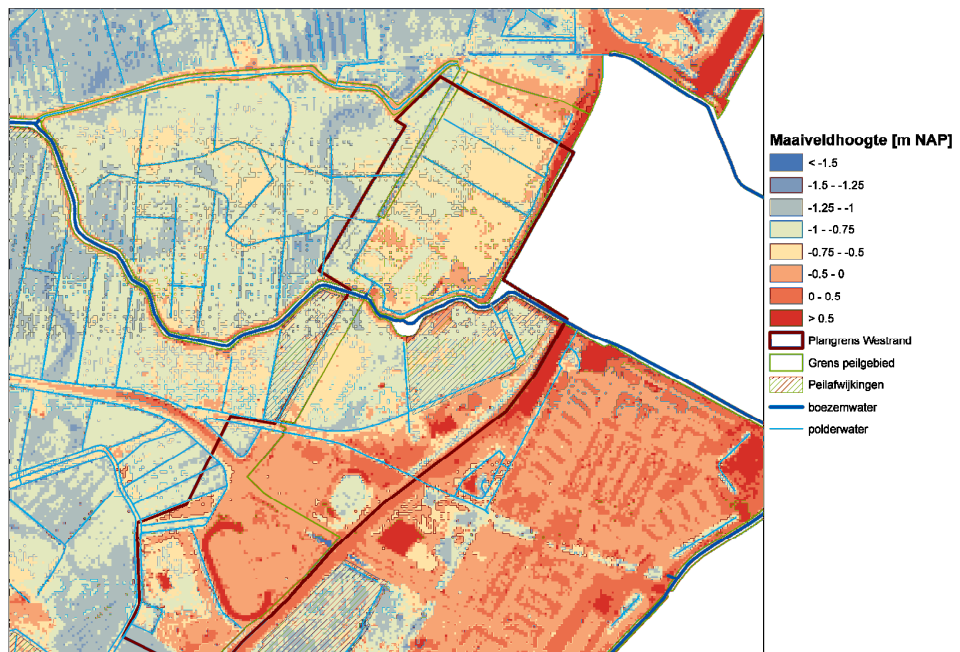 Maaiveldhoogte [m NAP]
< -1.5
-1.5 - -1.25
-1.25 - -1
-1 - -0.75
-0.75 - -0.5
-0.5 - 0
0 - 0.5
> 0.5
Plangrens Westrand
Grens peilgebied
Peilafwijkingen
boezemwater
polderwater